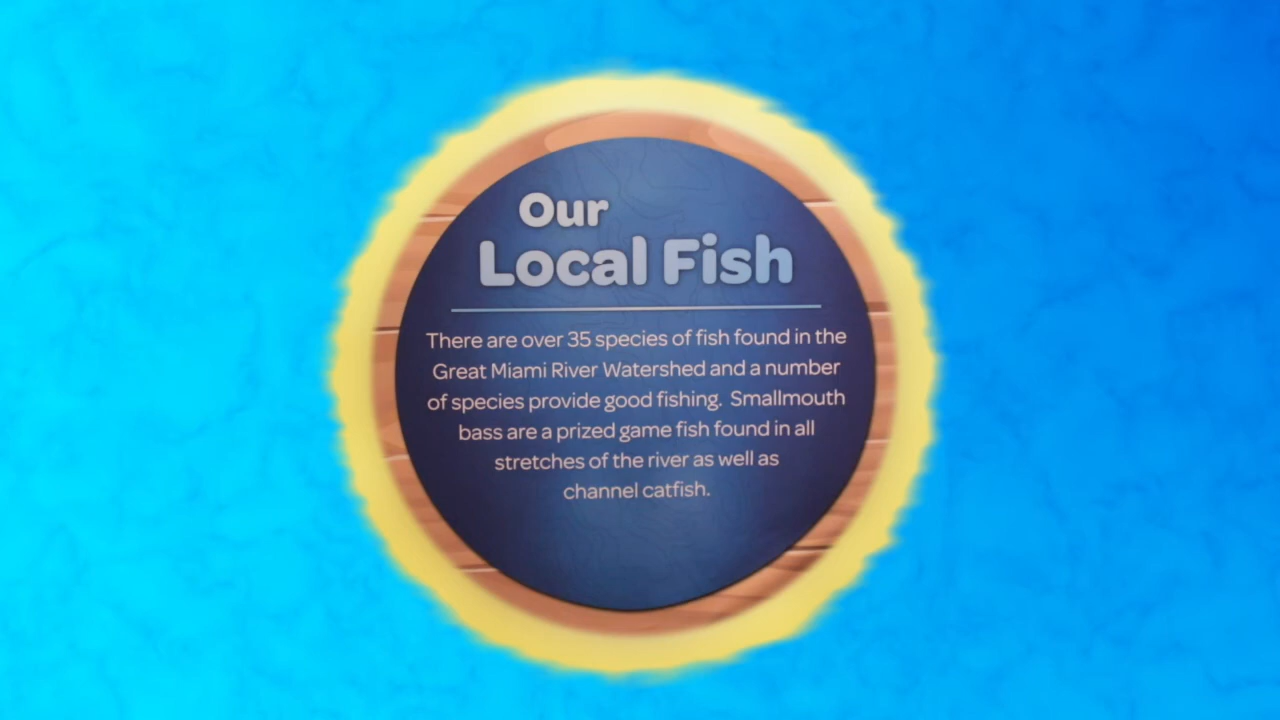 Our
Local Fish
There are over 35 species of fish found in the
Great Miami River Watershed and a number
of species provide good fishing. Smallmouth
bass are a prized game fish found in all
stretches of the river as well as
channel catfish.